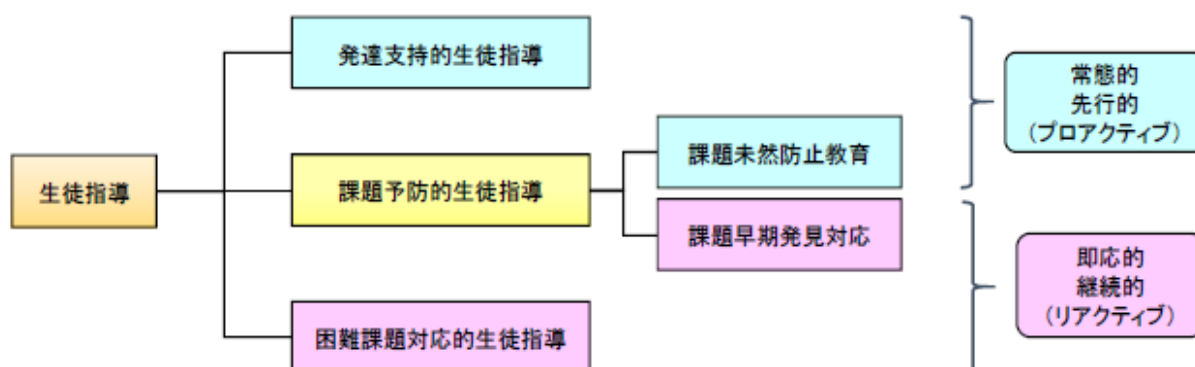 生徒指導
発達支持的生徒指導
課題予防的生徒指導
困難課題対応的生徒指導
課題未然防止教育
課題早期発見対応
常態的
先行的
(プロアクティブ)
即応的
継続的
(リアクティブ)